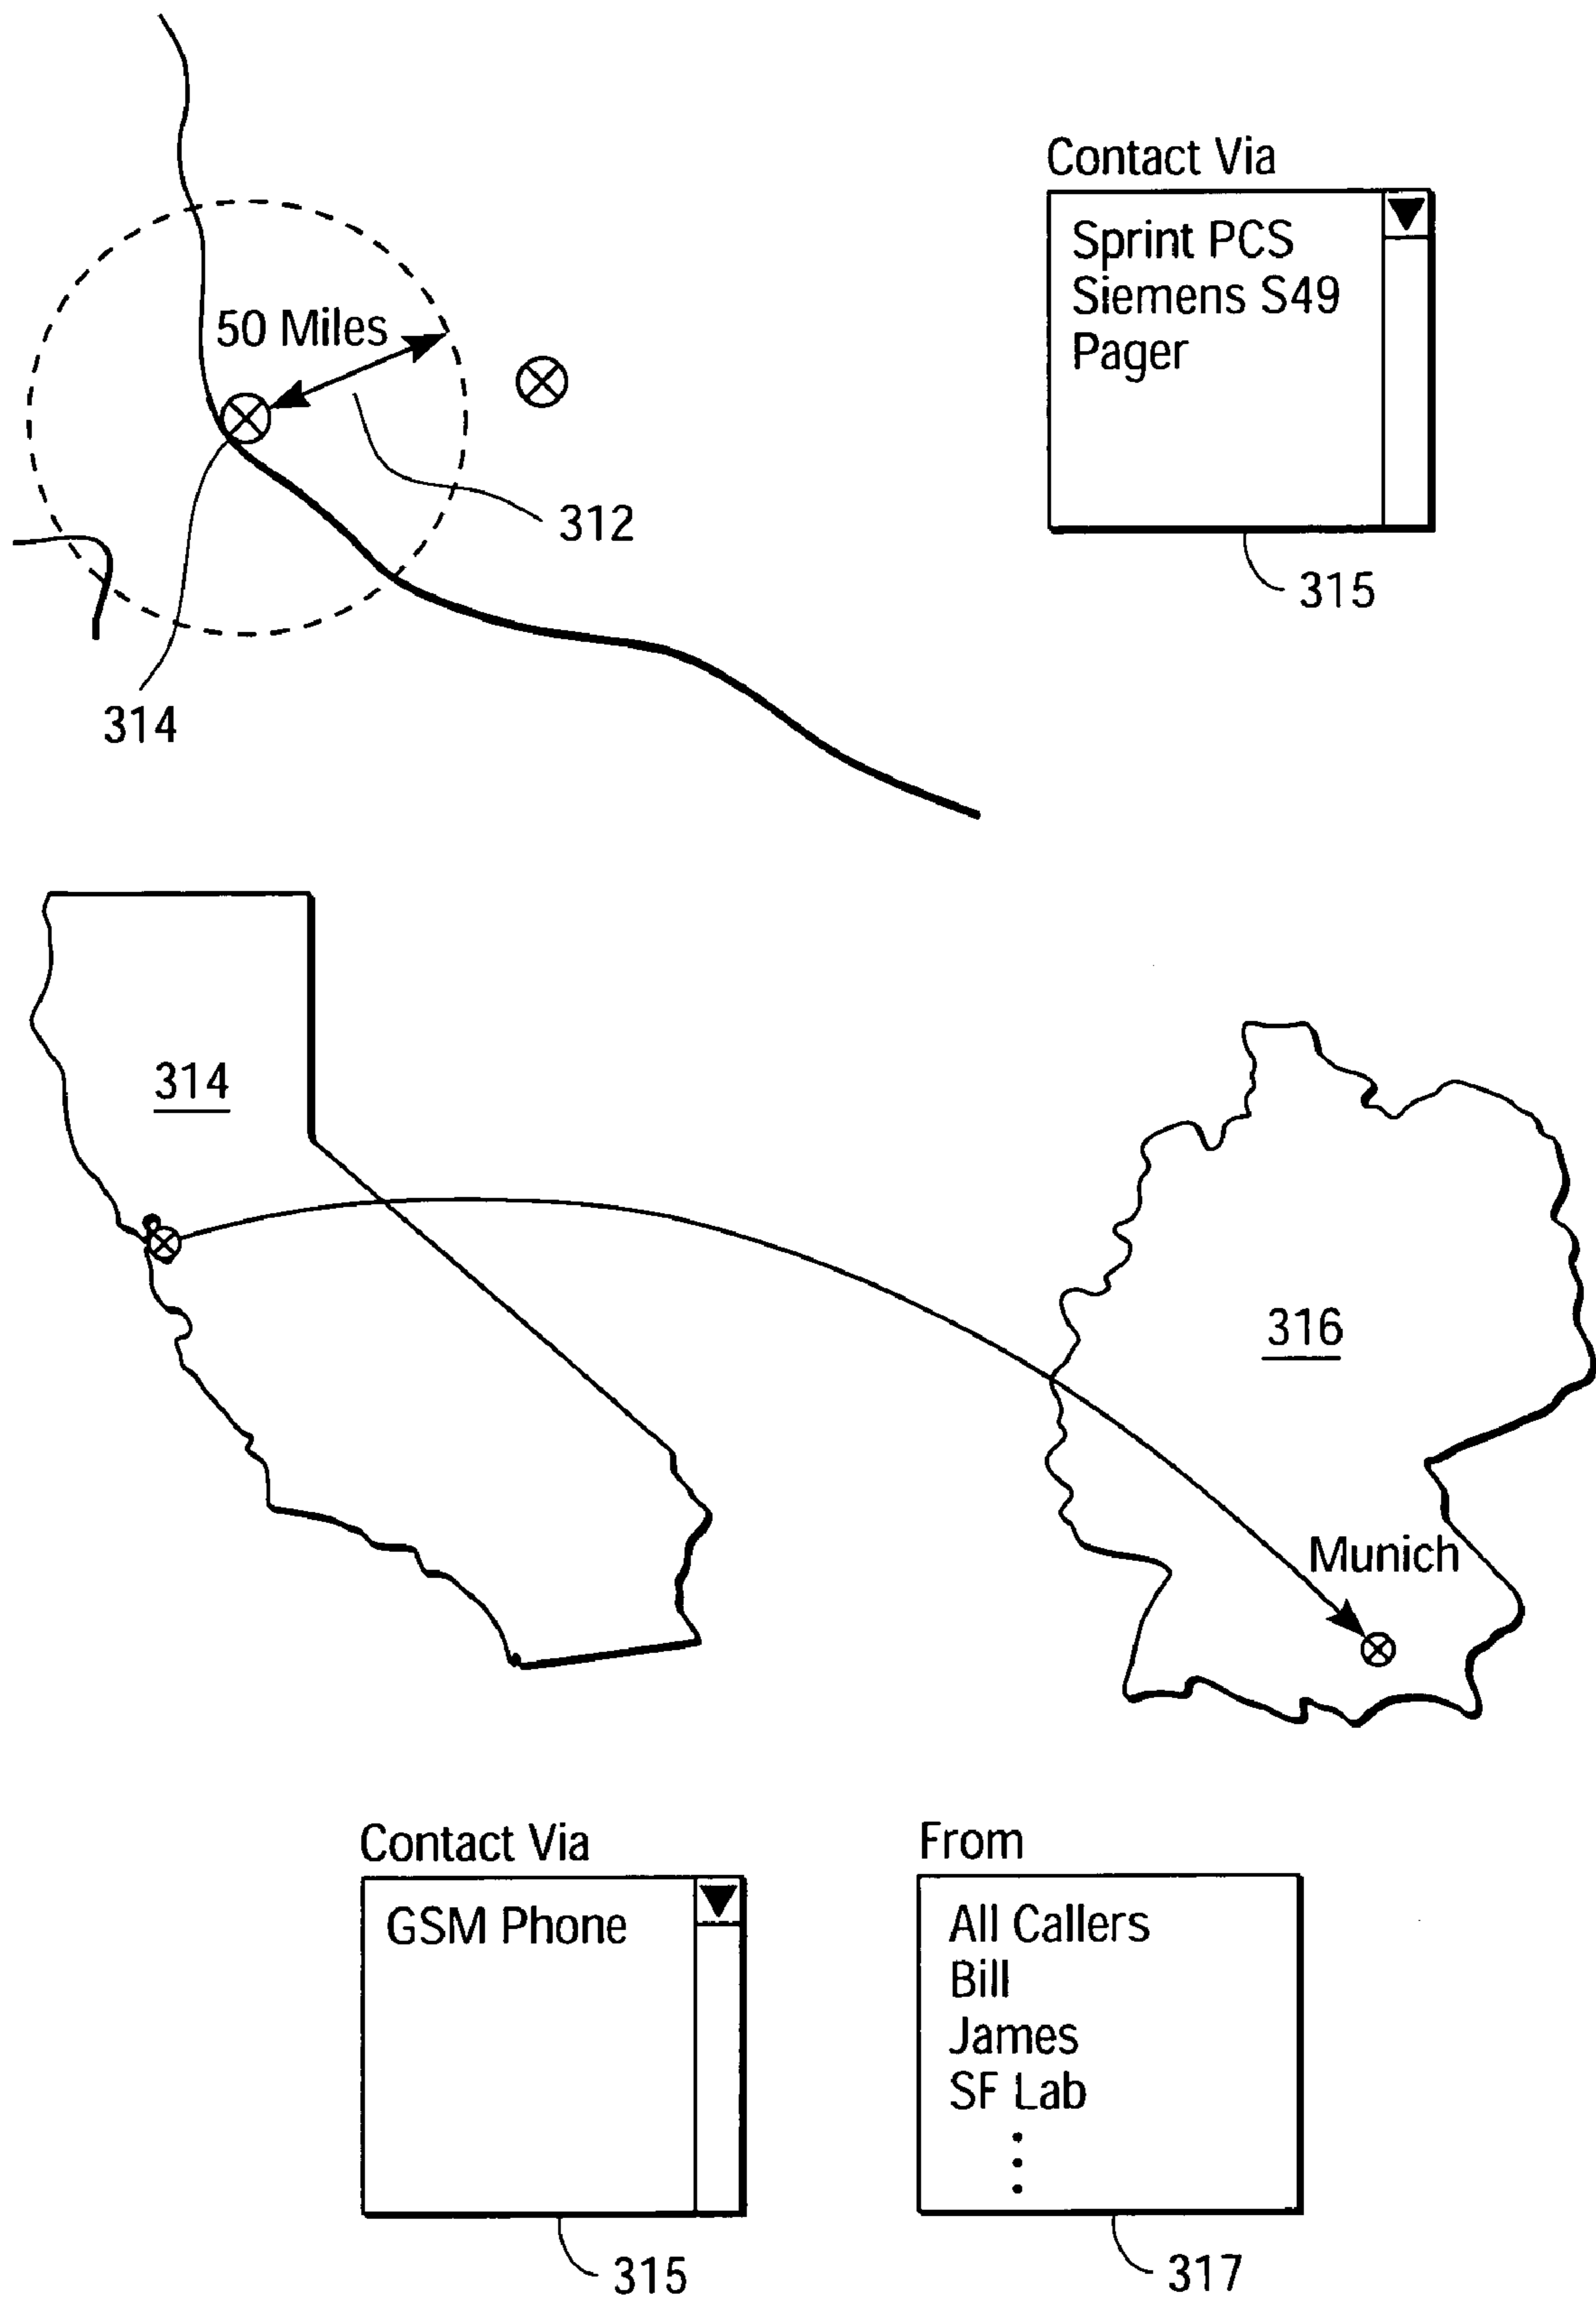 Contact Via
Sprint PCS
Siemens S49
Pager
315
50 Miles
312
314
314
316
Munich
Contact Via
GSM Phone
315
From
All Callers
Bill
James
SF Lab
317